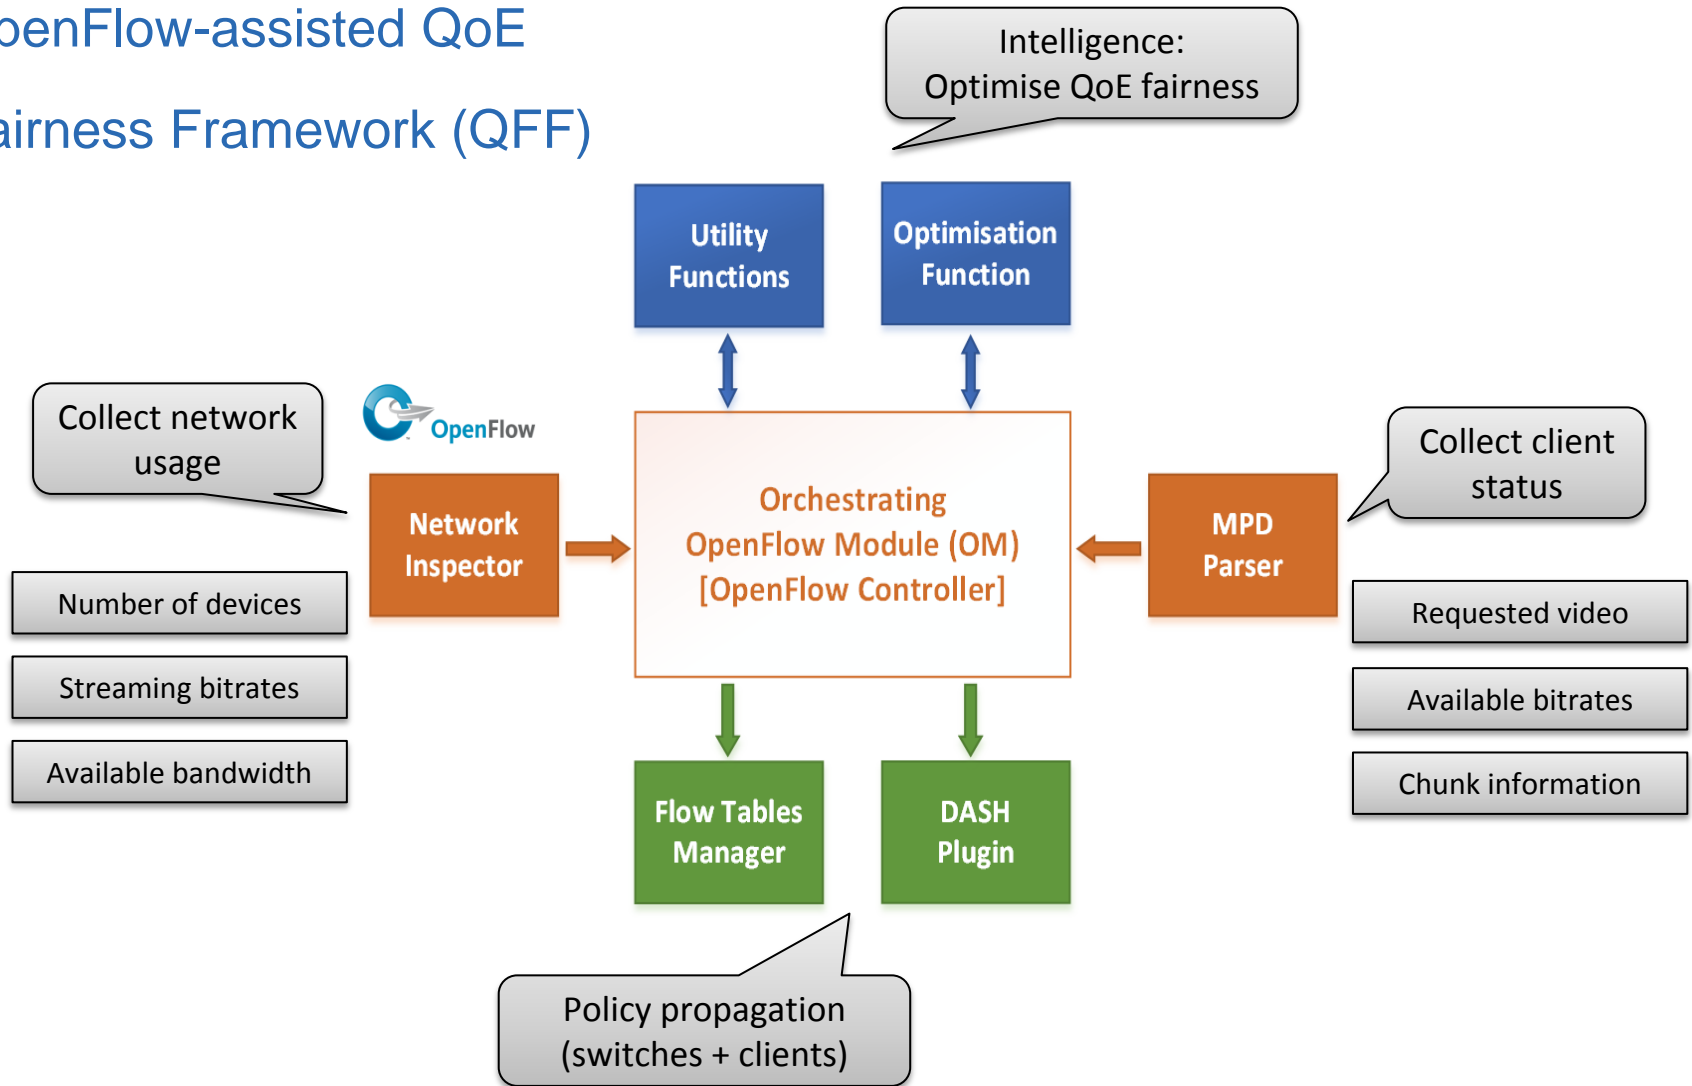 penFlow-assisted QoE
airness Framework (QFF)
Intelligence:
Optimise QoE fairness
Utility
Functions
Optimisation
Function
Collect network
usage
OpenFlow
Collect client
status
Network
Inspector
Orchestrating
OpenFlow Module (OM)
[OpenFlow Controller]
MPD
Parser
Number of devices
Streaming bitrates
Available bandwidth
Requested video
Available bitrates
Chunk information
Flow Tables
Manager
DASH
Plugin
Policy propagation
(switches + clients)